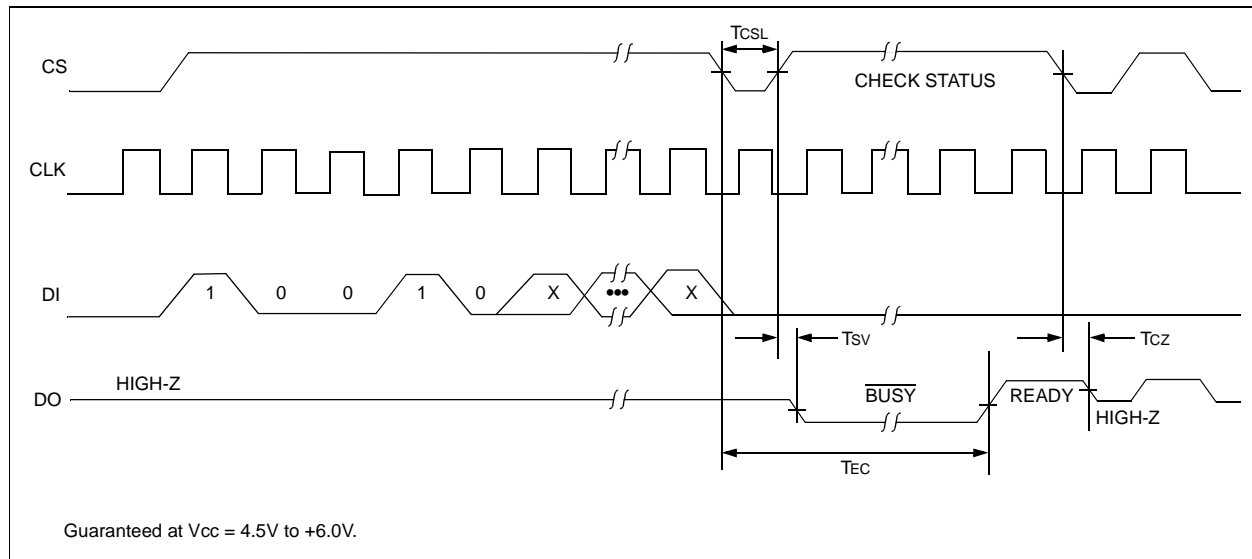 TCSL
CS
CHECK STATUS
CLK
DI
1 0 0 1 0 X ••• X
TSV
TCZ
DO
HIGH-Z
BUSY
READY
HIGH-Z
TEC
Guaranteed at Vcc = 4.5V to +6.0V.